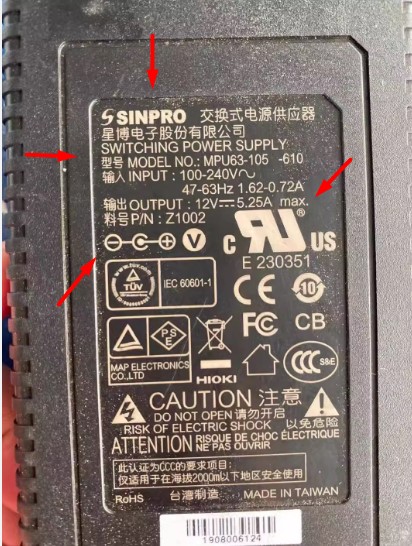 SINPRO 交换式电源供应器
星博电子股份有限公司
SWITCHING POWER SUPPLY
型号 MODEL NO.: MPU63-105 -610
输入 INPUT : 100-240V～
47-63Hz 1.62-0.72A
输出 OUTPUT : 12V⎓5.25A max.
料号 P/N : Z1002
V
C RU US
®
E 230351
TÜV
IEC 60601-1
CE
10
PS E
FC
CB
MAP ELECTRONICS CO.,LTD
HIOKI
CCC S&E
CAUTION 注意
DO NOT OPEN 请勿开启
RISK OF ELECTRIC SHOCK 以免危险
ATTENTION RISQUE DE CHOC ÉLECTRIQUE
NE PAS OUVRIR
此认证为CCC的要求项目:
仅适用于在海拔2000m以下地区安全使用
RoHS 台湾制造 MADE IN TAIWAN
1908006124